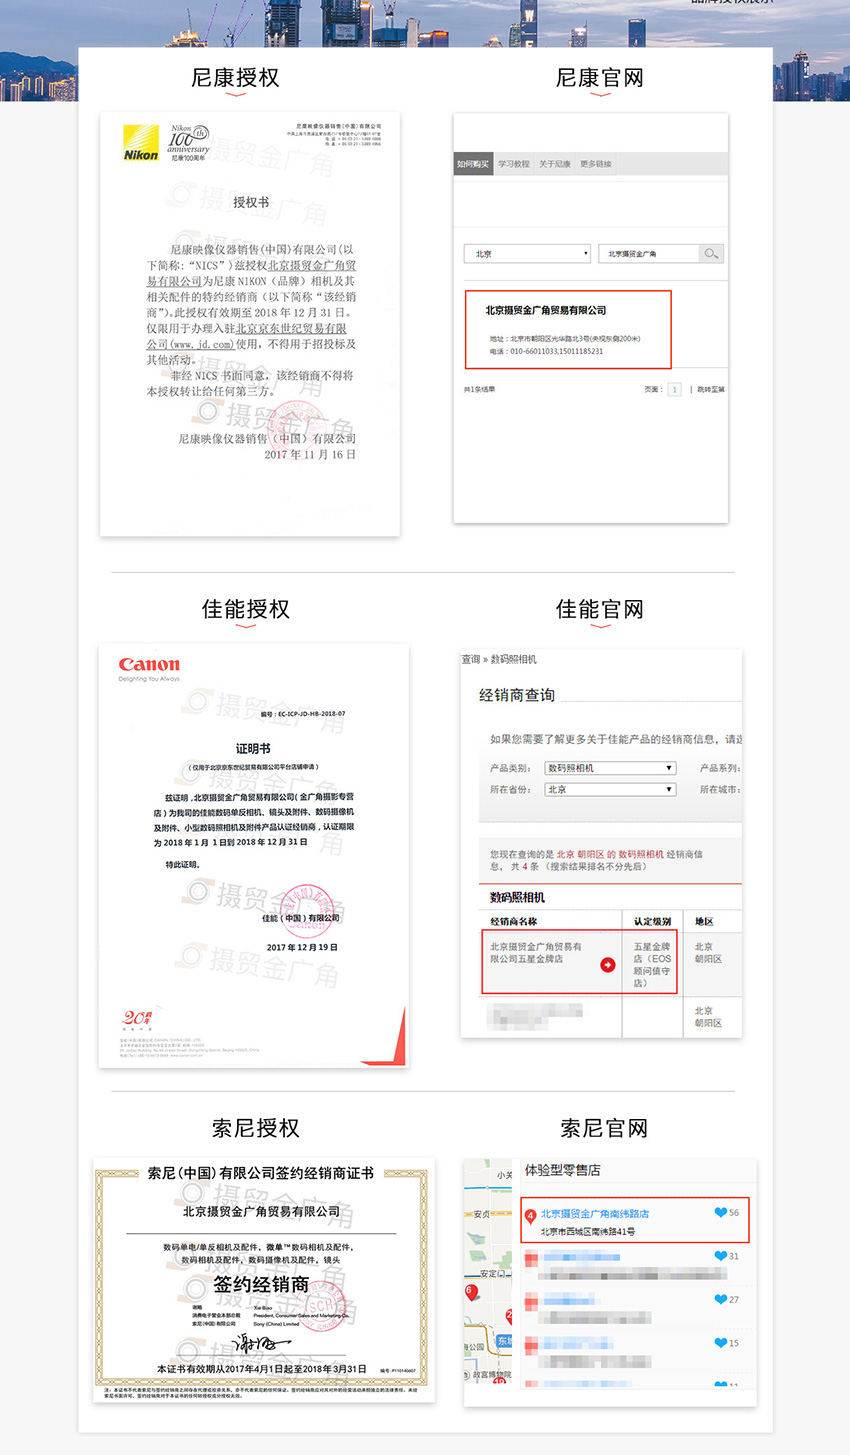 尼康授权
尼康官网
Nikon
Nikon
100th
anniversary
尼康100周年
尼康映像仪器销售(中国)有限公司
授权书
尼康映像仪器销售(中国)有限公司(以
下简称:“NICS”)兹授权北京摄贸金广角贸
易有限公司为尼康 NIKON（品牌）相机及其
相关配件的特约经销商（以下简称“该经销
商”)。此授权有效期至 2018 年 12 月 31 日。
仅限用于办理入驻北京京东世纪贸易有限
公司(www.jd.com)使用，不得用于招投标及
其他活动。
非经 NICS 书面同意，该经销商不得将
本授权转让给任何第三方。
尼康映像仪器销售（中国）有限公司
2017 年 11 月 16 日
摄贸金广角
如何购买 学习教程 关于尼康 更多链接
北京 北京摄贸金广角
北京摄贸金广角贸易有限公司
地址：北京市朝阳区光华路北3号(央视东侧200米)
电话：010-66011033,15011185231
共1条结果 页面： 1 | 跳转至第
佳能授权
佳能官网
Canon
Delighting You Always
编号：EC-ICP-JD-HB-2018-07
证明书
（仅用于北京京东世纪贸易有限公司平台店铺申请）
兹证明，北京摄贸金广角贸易有限公司（金广角摄影专营
店）为我司的佳能数码单反相机、镜头及附件、数码摄像机
及附件、小型数码照相机及附件产品认证经销商，认证期限
为 2018 年 1 月 1 日到 2018 年 12 月 31 日
特此证明。
佳能（中国）有限公司
2017 年 12 月 19 日
20周年
查询 » 数码照相机
经销商查询
如果您需要了解更多关于佳能产品的经销商信息，请选
产品类别： 数码照相机 产品系列：
所在省份： 北京 所在城市：
您现在查询的是 北京 朝阳区 的 数码照相机 经销商信
息，共 4 条 （搜索结果排名不分先后）
数码照相机
经销商名称 认定级别 地区
北京摄贸金广角贸易有
限公司五星金牌店
五星金牌
店（EOS
顾问值守
店）
北京
朝阳区
北京
朝阳区
索尼授权
索尼官网
索尼(中国)有限公司签约经销商证书
北京摄贸金广角贸易有限公司
数码单电/单反相机及配件，微单™数码相机及配件，
数码相机及配件，数码摄像机及配件，镜头
签约经销商
消费电子营业本部总裁 President, Consumer Sales and Marketing Co.
索尼(中国)有限公司 Sony (China) Limited
SCH
本证书有效期从2017年4月1日起至2018年3月31日
体验型零售店
4 北京摄贸金广角南纬路店 56
北京市西城区南纬路41号
31
27
15
小关
安贞
安定门
故宫博物院